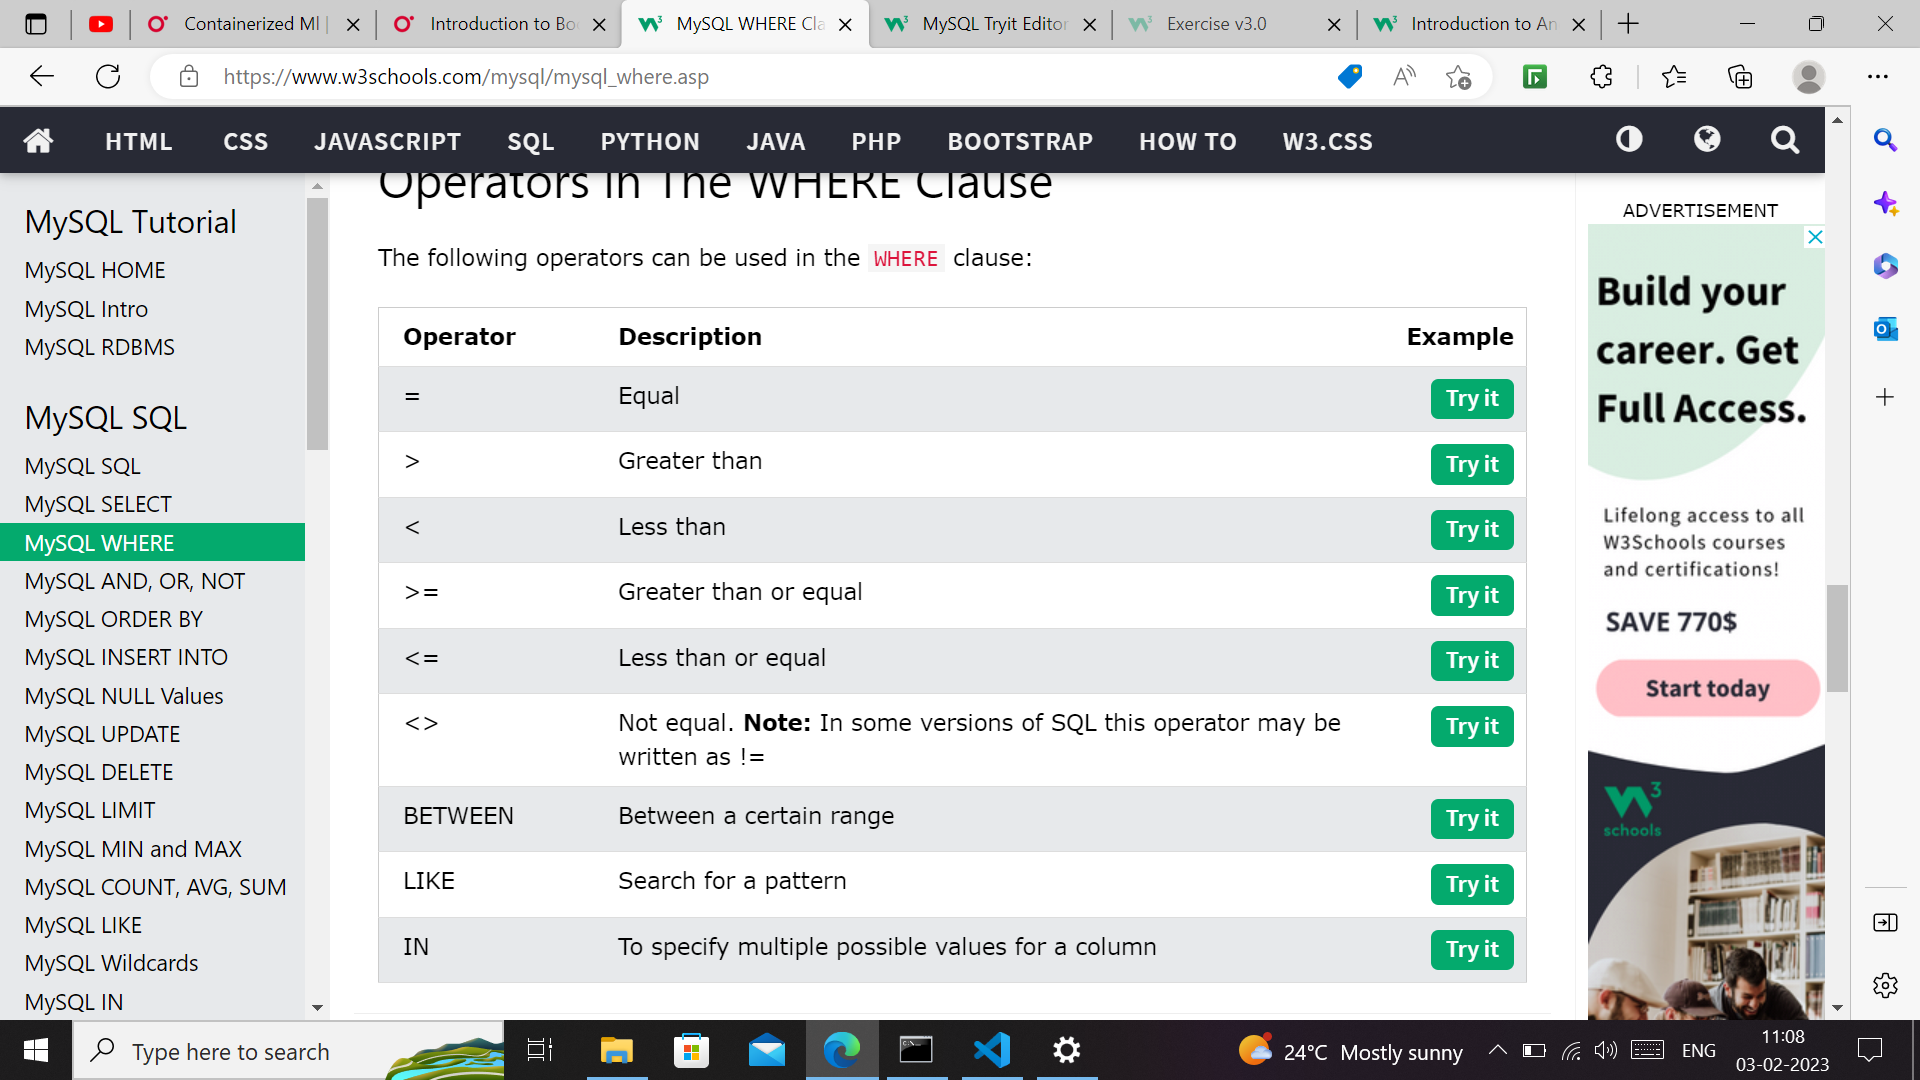 Containerized Ml |
Introduction to Bo
MySQL WHERE Cla
MySQL Tryit Editor
Exercise v3.0
Introduction to An
https://www.w3schools.com/mysql/mysql_where.asp
HTML CSS JAVASCRIPT SQL PYTHON JAVA PHP BOOTSTRAP HOW TO W3.CSS
MySQL Tutorial
MySQL HOME
MySQL Intro
MySQL RDBMS
MySQL SQL
MySQL SQL
MySQL SELECT
MySQL WHERE
MySQL AND, OR, NOT
MySQL ORDER BY
MySQL INSERT INTO
MySQL NULL Values
MySQL UPDATE
MySQL DELETE
MySQL LIMIT
MySQL MIN and MAX
MySQL COUNT, AVG, SUM
MySQL LIKE
MySQL Wildcards
MySQL IN
Operators in The WHERE Clause
The following operators can be used in the WHERE clause:
Operator Description Example
= Equal Try it
> Greater than Try it
< Less than Try it
>= Greater than or equal Try it
<= Less than or equal Try it
<> Not equal. Note: In some versions of SQL this operator may be Try it
written as !=
BETWEEN Between a certain range Try it
LIKE Search for a pattern Try it
IN To specify multiple possible values for a column Try it
ADVERTISEMENT
Build your
career. Get
Full Access.
Lifelong access to all
W3Schools courses
and certifications!
SAVE 770$
Start today
W3
schools
Type here to search
24°C Mostly sunny
ENG
11:08
03-02-2023